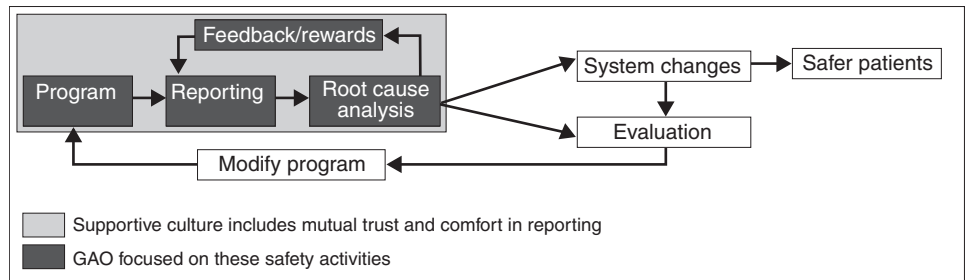 Feedback/rewards
Program
Reporting
Root cause
analysis
System changes
Safer patients
Evaluation
Modify program
Supportive culture includes mutual trust and comfort in reporting
GAO focused on these safety activities